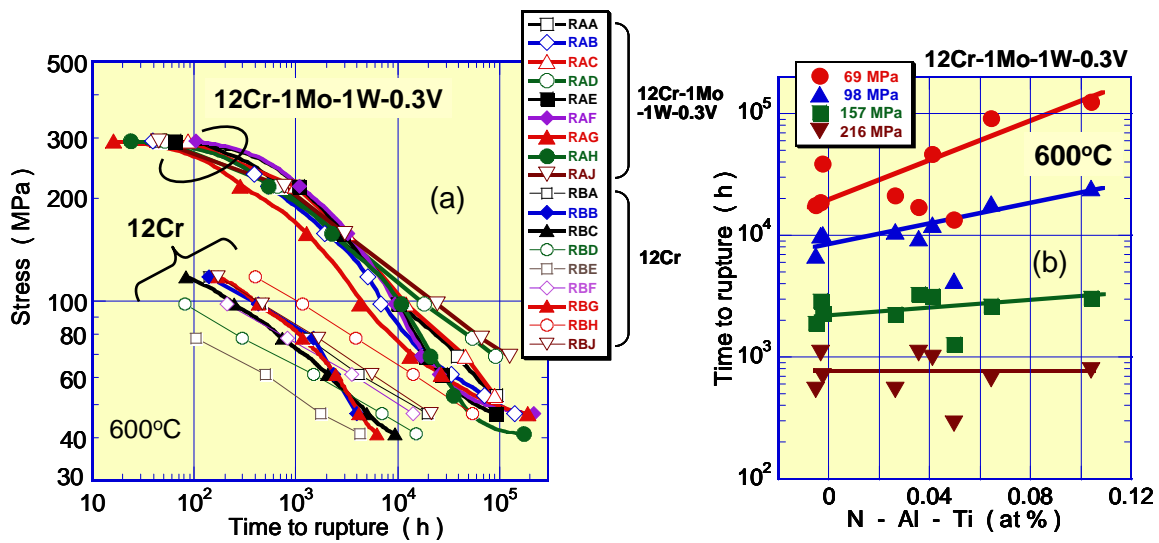 RAA
RAB
RAC
RAD
RAE
RAF
RAG
RAH
RAJ
RBA
RBB
RBC
RBD
RBE
RBF
RBG
RBH
RBJ
12Cr-1Mo
-1W-0.3V
12Cr
500
300
200
100
80
60
40
30
Stress ( MPa)
12Cr-1Mo-1W-0.3V
(a)
12Cr
600oC
10
102
103
104
105
Time to rupture ( h )
12Cr-1Mo-1W-0.3V
69 MPa
98 MPa
157 MPa
216 MPa
600oC
(b)
105
104
103
102
Time to rupture ( h )
0
0.04
0.08
0.12
N - Al - Ti ( at % )